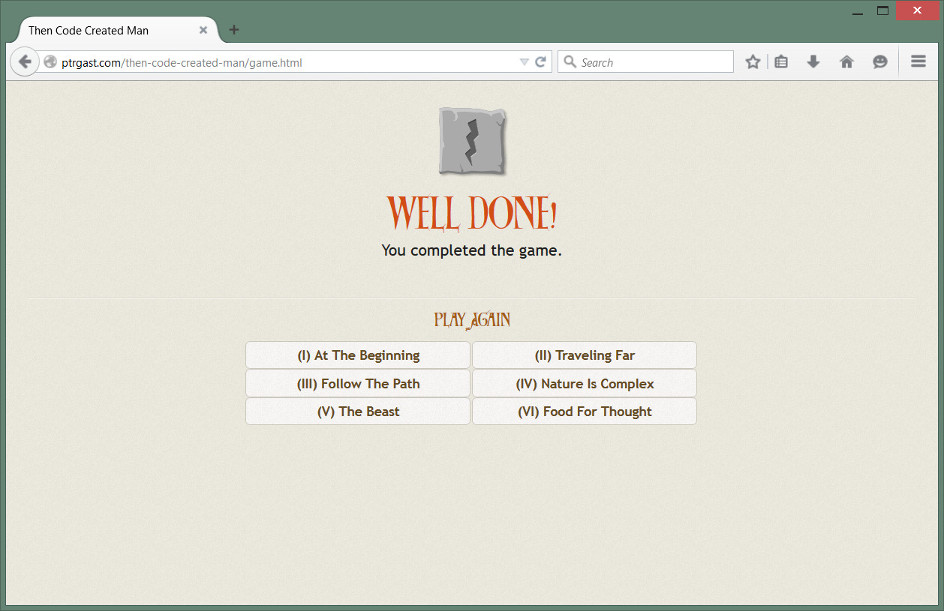 Then Code Created Man
ptrgast.com/then-code-created-man/game.html
Search
WELL DONE!
You completed the game.
PLAY AGAIN
(I) At The Beginning
(II) Traveling Far
(III) Follow The Path
(IV) Nature Is Complex
(V) The Beast
(VI) Food For Thought